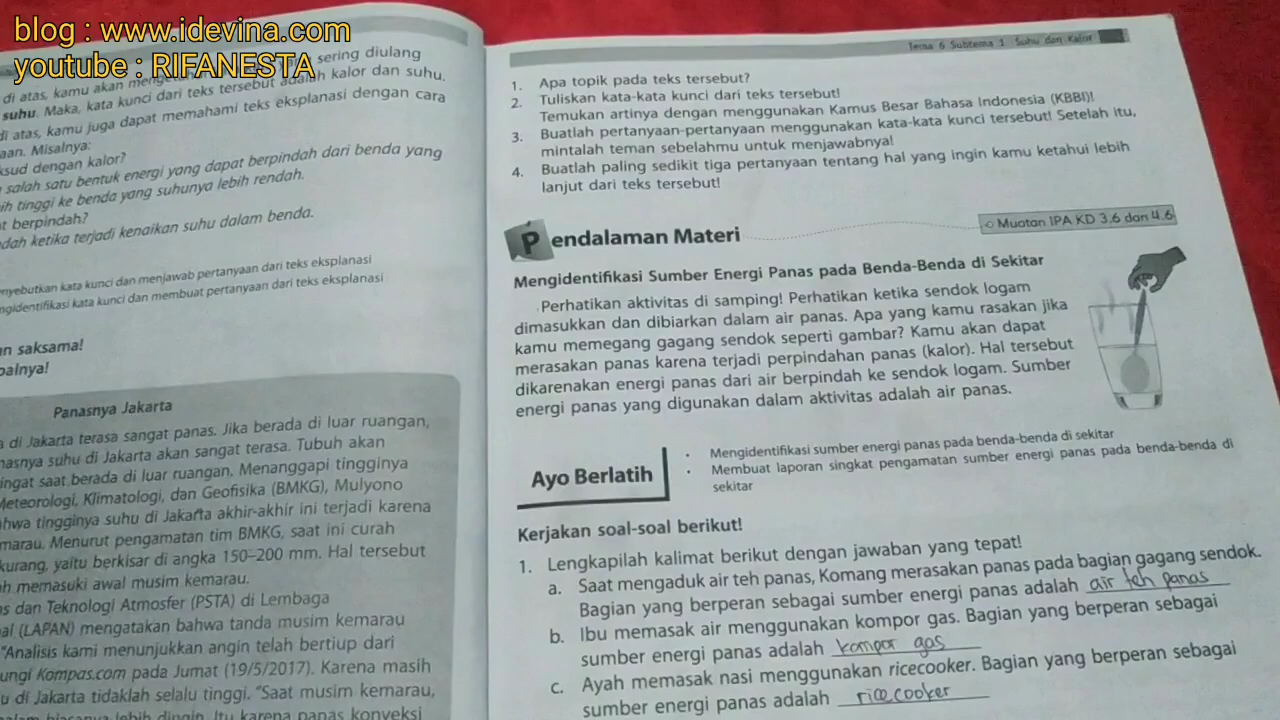 blog : www.idevina.com
youtube : RIFANESTA
sering diulang
di atas, kamu akan
suhu. Maka, kata kunci dari teks tersebut adalah kalor dan suhu.
di atas, kamu juga dapat memahami teks eksplanasi dengan cara
aan. Misalnya:
ksud dengan kalor?
salah satu bentuk energi yang dapat berpindah dari benda yang
ih tinggi ke benda yang suhunya lebih rendah.
t berpindah?
dah ketika terjadi kenaikan suhu dalam benda.
nyebutkan kata kunci dan menjawab pertanyaan dari teks eksplanasi
ngidentifikasi kata kunci dan membuat pertanyaan dari teks eksplanasi
n saksama!
oalnya!
Panasnya Jakarta
a di Jakarta terasa sangat panas. Jika berada di luar ruangan,
nasnya suhu di Jakarta akan sangat terasa. Tubuh akan
ingat saat berada di luar ruangan. Menanggapi tingginya
Meteorologi, Klimatologi, dan Geofisika (BMKG), Mulyono
hwa tingginya suhu di Jakarta akhir-akhir ini terjadi karena
marau. Menurut pengamatan tim BMKG, saat ini curah
kurang, yaitu berkisar di angka 150–200 mm. Hal tersebut
h memasuki awal musim kemarau.
s dan Teknologi Atmosfer (PSTA) di Lembaga
al (LAPAN) mengatakan bahwa tanda musim kemarau
"Analisis kami menunjukkan angin telah bertiup dari
ungi Kompas.com pada Jumat (19/5/2017). Karena masih
u di Jakarta tidaklah selalu tinggi. "Saat musim kemarau,
biasanya lebih dingin. Itu karena panas konveksi
Tema 6 Subtema 1 Suhu dan Kalor
1. Apa topik pada teks tersebut?
2. Tuliskan kata-kata kunci dari teks tersebut!
Temukan artinya dengan menggunakan Kamus Besar Bahasa Indonesia (KBBI)!
3. Buatlah pertanyaan-pertanyaan menggunakan kata-kata kunci tersebut! Setelah itu,
mintalah teman sebelahmu untuk menjawabnya!
4. Buatlah paling sedikit tiga pertanyaan tentang hal yang ingin kamu ketahui lebih
lanjut dari teks tersebut!
Pendalaman Materi
Muatan IPA KD 3.6 dan 4.6
Mengidentifikasi Sumber Energi Panas pada Benda-Benda di Sekitar
Perhatikan aktivitas di samping! Perhatikan ketika sendok logam
dimasukkan dan dibiarkan dalam air panas. Apa yang kamu rasakan jika
kamu memegang gagang sendok seperti gambar? Kamu akan dapat
merasakan panas karena terjadi perpindahan panas (kalor). Hal tersebut
dikarenakan energi panas dari air berpindah ke sendok logam. Sumber
energi panas yang digunakan dalam aktivitas adalah air panas.
Ayo Berlatih
• Mengidentifikasi sumber energi panas pada benda-benda di sekitar
• Membuat laporan singkat pengamatan sumber energi panas pada benda-benda di
sekitar
Kerjakan soal-soal berikut!
1. Lengkapilah kalimat berikut dengan jawaban yang tepat!
a. Saat mengaduk air teh panas, Komang merasakan panas pada bagian gagang sendok.
Bagian yang berperan sebagai sumber energi panas adalah air teh panas
b. Ibu memasak air menggunakan kompor gas. Bagian yang berperan sebagai
sumber energi panas adalah kompor gas
c. Ayah memasak nasi menggunakan ricecooker. Bagian yang berperan sebagai
sumber energi panas adalah ricecooker